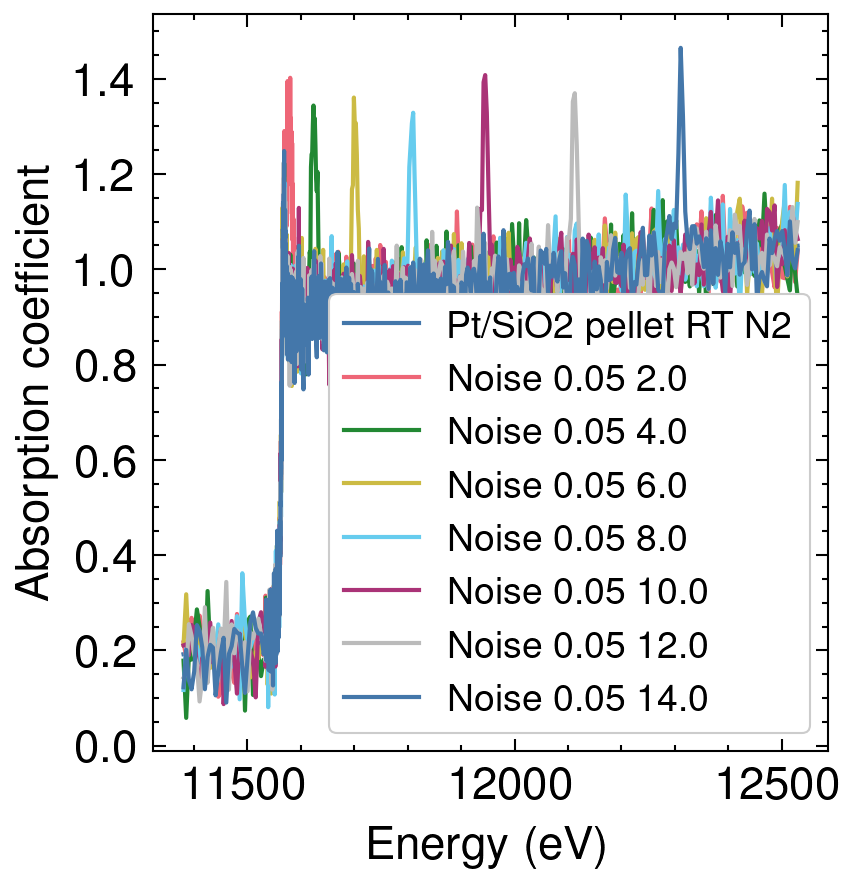 1.4
1.2
1.0
0.8
0.6
0.4
0.2
0.0
Absorption coefficient
Pt/SiO2 pellet RT N2
Noise 0.05 2.0
Noise 0.05 4.0
Noise 0.05 6.0
Noise 0.05 8.0
Noise 0.05 10.0
Noise 0.05 12.0
Noise 0.05 14.0
11500 12000 12500
Energy (eV)